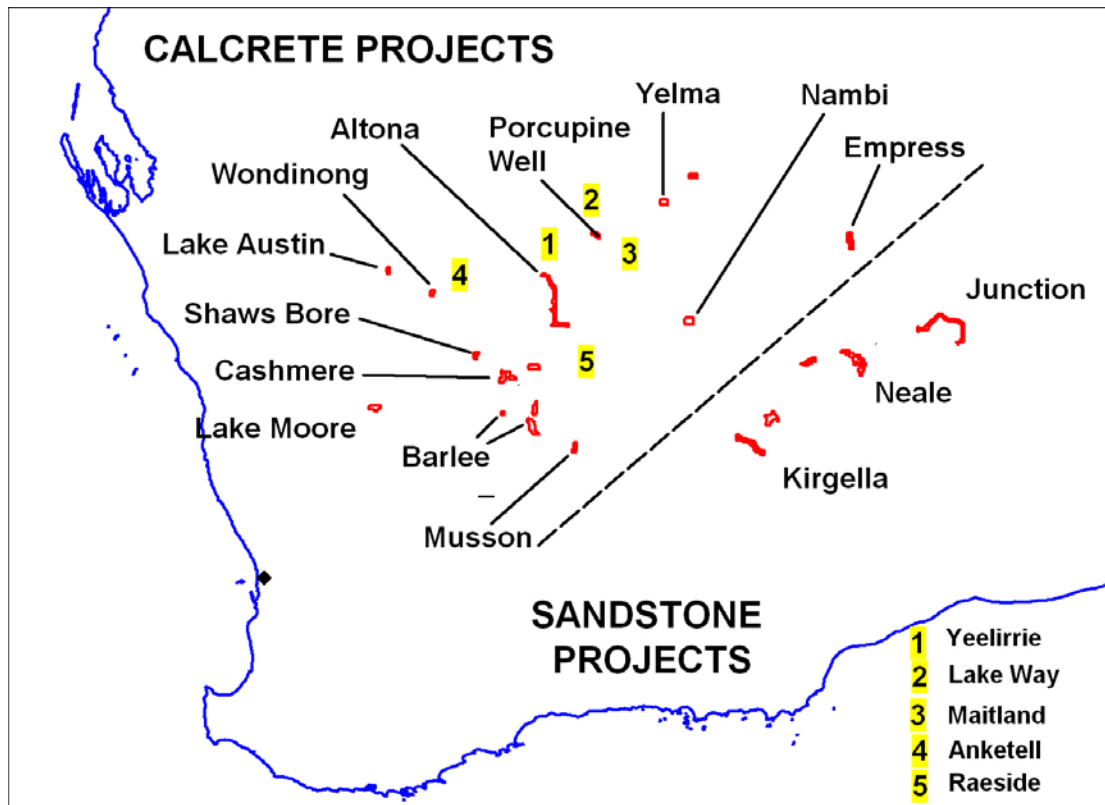 CALCRETE PROJECTS
Yelma
Nambi
Altona
Porcupine
Well
Empress
Wondinong
2
1
3
Lake Austin
4
Junction
Shaws Bore
5
Cashmere
Neale
Lake Moore
Barlee
Kirgella
Musson
SANDSTONE
PROJECTS
1 Yeelirrie
2 Lake Way
3 Maitland
4 Anketell
5 Raeside